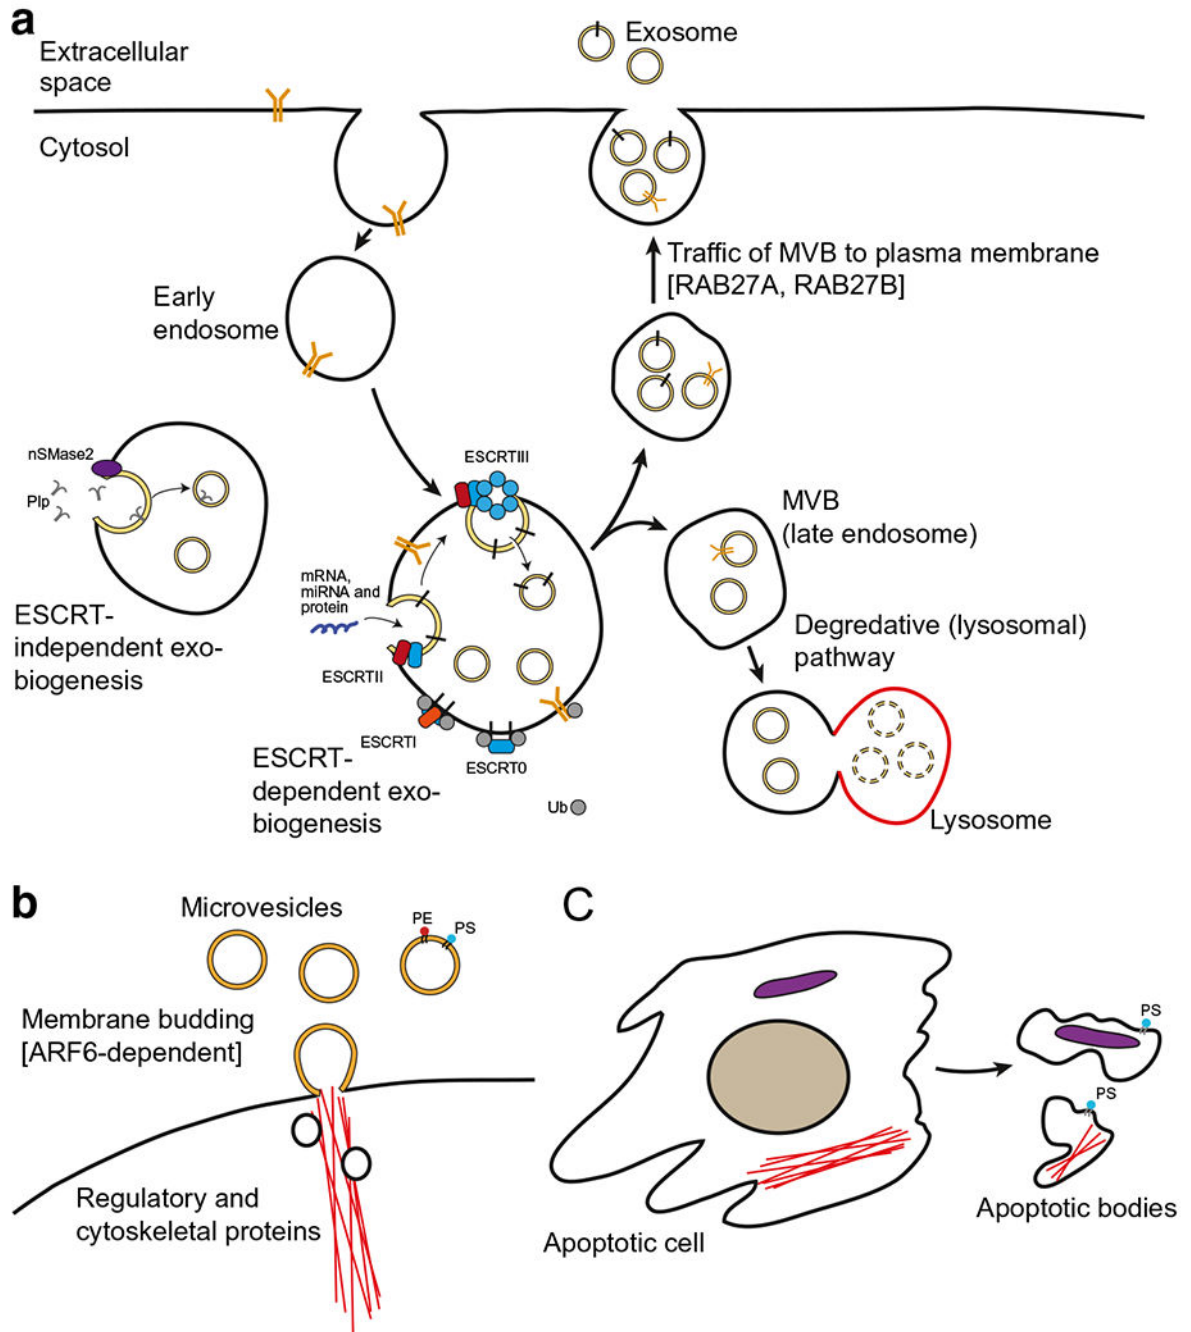 a
Extracellular
space
Exosome
Cytosol
Traffic of MVB to plasma membrane
[RAB27A, RAB27B]
Early
endosome
nSMase2
Plp
ESCRT-
independent exo-
biogenesis
ESCRTIII
mRNA,
miRNA and
protein
ESCRTII
ESCRTI
ESCRT0
Ub
ESCRT-
dependent exo-
biogenesis
MVB
(late endosome)
Degredative (lysosomal)
pathway
Lysosome
b
Microvesicles
PE
PS
Membrane budding
[ARF6-dependent]
Regulatory and
cytoskeletal proteins
C
PS
PS
Apoptotic bodies
Apoptotic cell